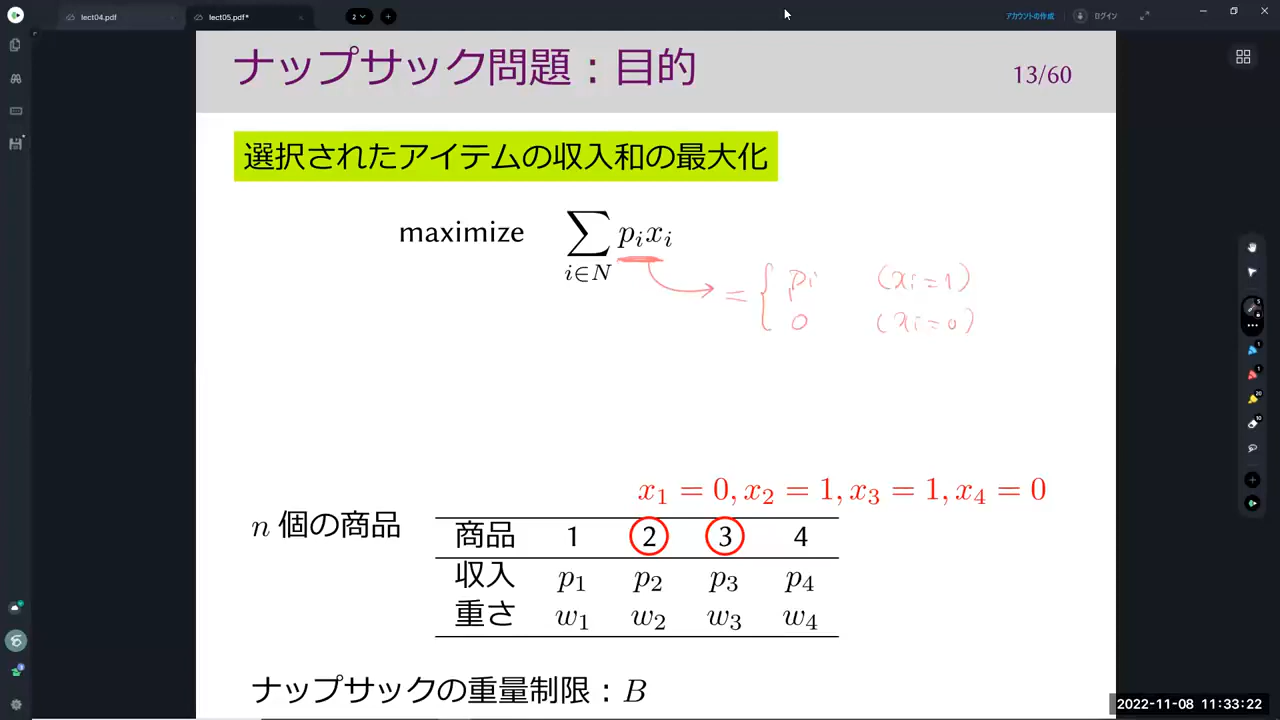 lect04.pdf
lect05.pdf*
2
アカウントの作成
ログイン
ナップサック問題：目的
13/60
選択されたアイテムの収入和の最大化
maximize ∑ i∈N p_i x_i
= { p_i (x_i = 1)
0 (x_i = 0)
x_1 = 0, x_2 = 1, x_3 = 1, x_4 = 0
n 個の商品
商品 1 2 3 4
収入 p_1 p_2 p_3 p_4
重さ w_1 w_2 w_3 w_4
ナップサックの重量制限：B
2022-11-08 11:33:22